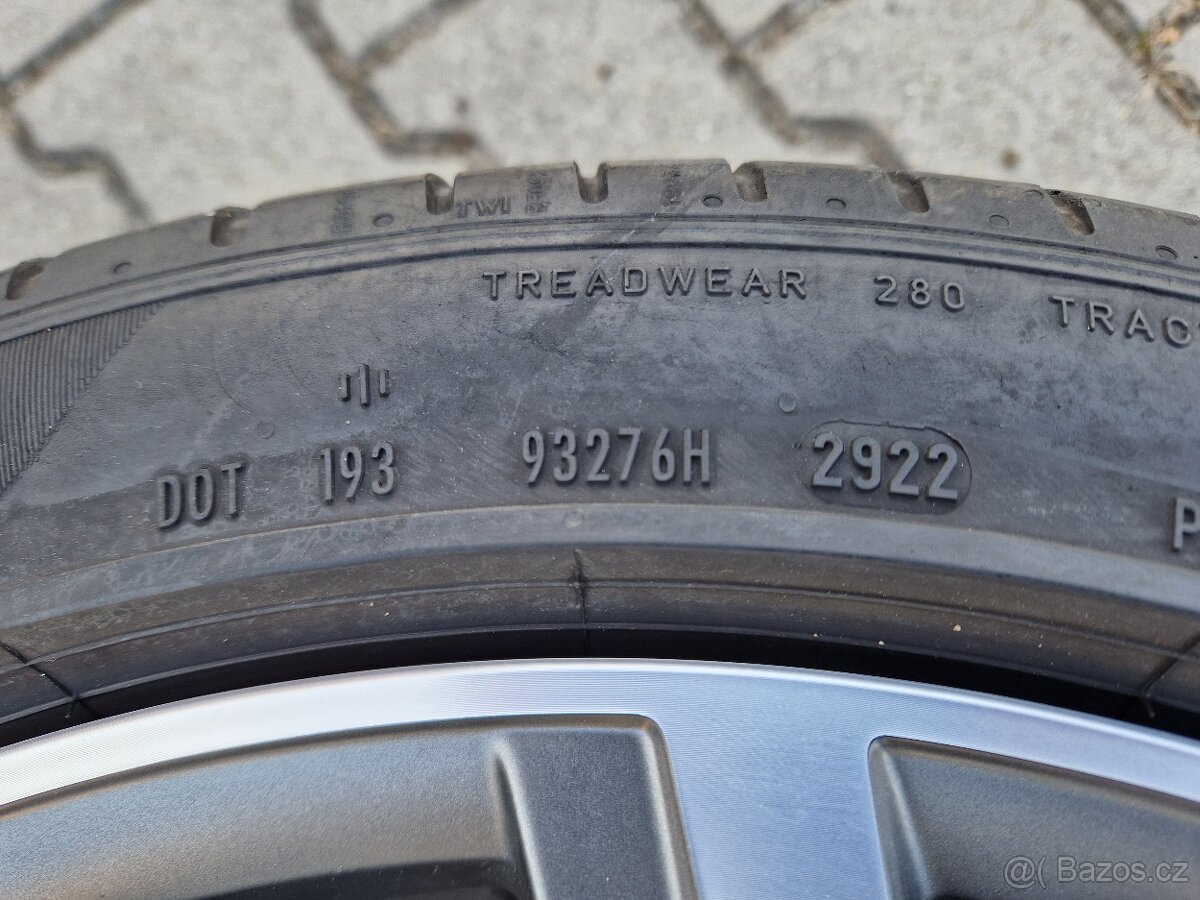 TWI
TREADWEAR 280 TRAC
DOT 193 93276H 2922 P
@( Bazos.cz